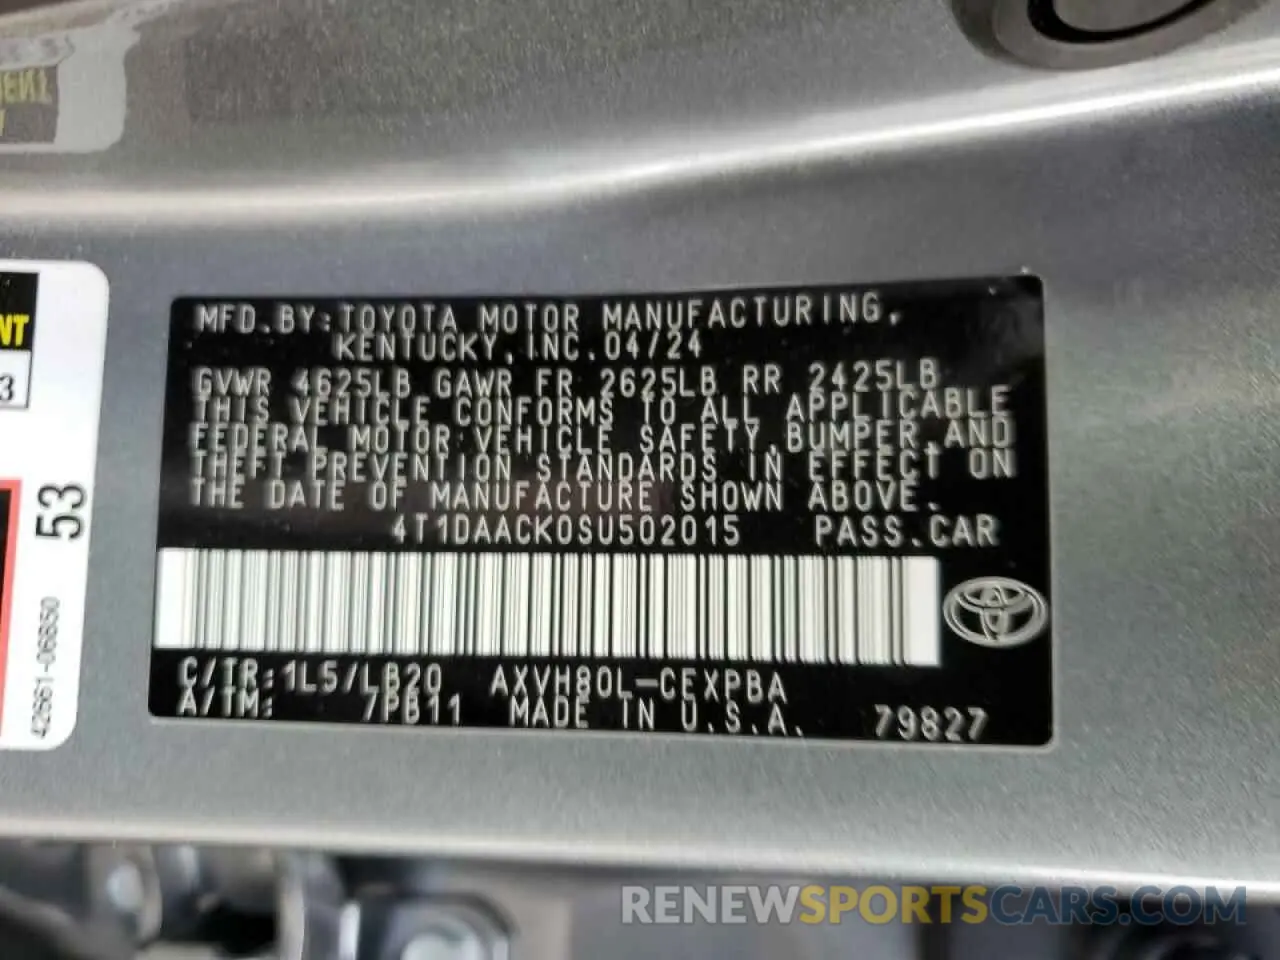 NT
3
53
42661-06650
MFD.BY:TOYOTA MOTOR MANUFACTURING,
KENTUCKY,INC.04/24
GVWR 4625LB GAWR FR 2625LB RR 2425LB
THIS VEHICLE CONFORMS TO ALL APPLICABLE
FEDERAL MOTOR VEHICLE SAFETY,BUMPER,AND
THEFT PREVENTION STANDARDS IN EFFECT ON
THE DATE OF MANUFACTURE SHOWN ABOVE.
4T1DAACK0SU502015 PASS.CAR
C/TR:1L5/LB20 AXVH80L-CEXPBA
A/TM: 7PB11 MADE IN U.S.A. 79827
RENEWSPORTSCARS.COM